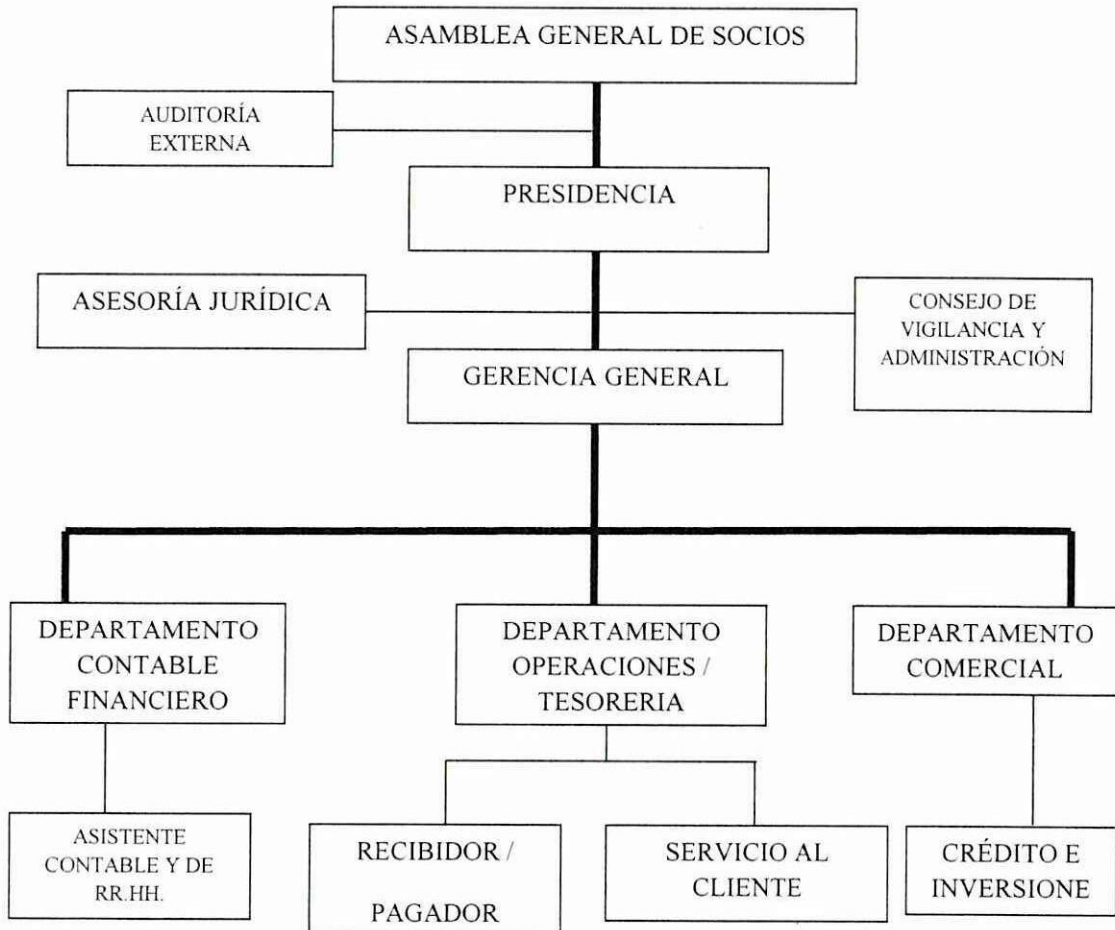 ASAMBLEA GENERAL DE SOCIOS
AUDITORÍA
EXTERNA
PRESIDENCIA
ASESORÍA JURÍDICA
CONSEJO DE
VIGILANCIA Y
ADMINISTRACIÓN
GERENCIA GENERAL
DEPARTAMENTO
CONTABLE
FINANCIERO
DEPARTAMENTO
OPERACIONES /
TESORERIA
DEPARTAMENTO
COMERCIAL
ASISTENTE
CONTABLE Y DE
RR.HH.
RECIBIDOR /
PAGADOR
SERVICIO AL
CLIENTE
CRÉDITO E
INVERSIONE